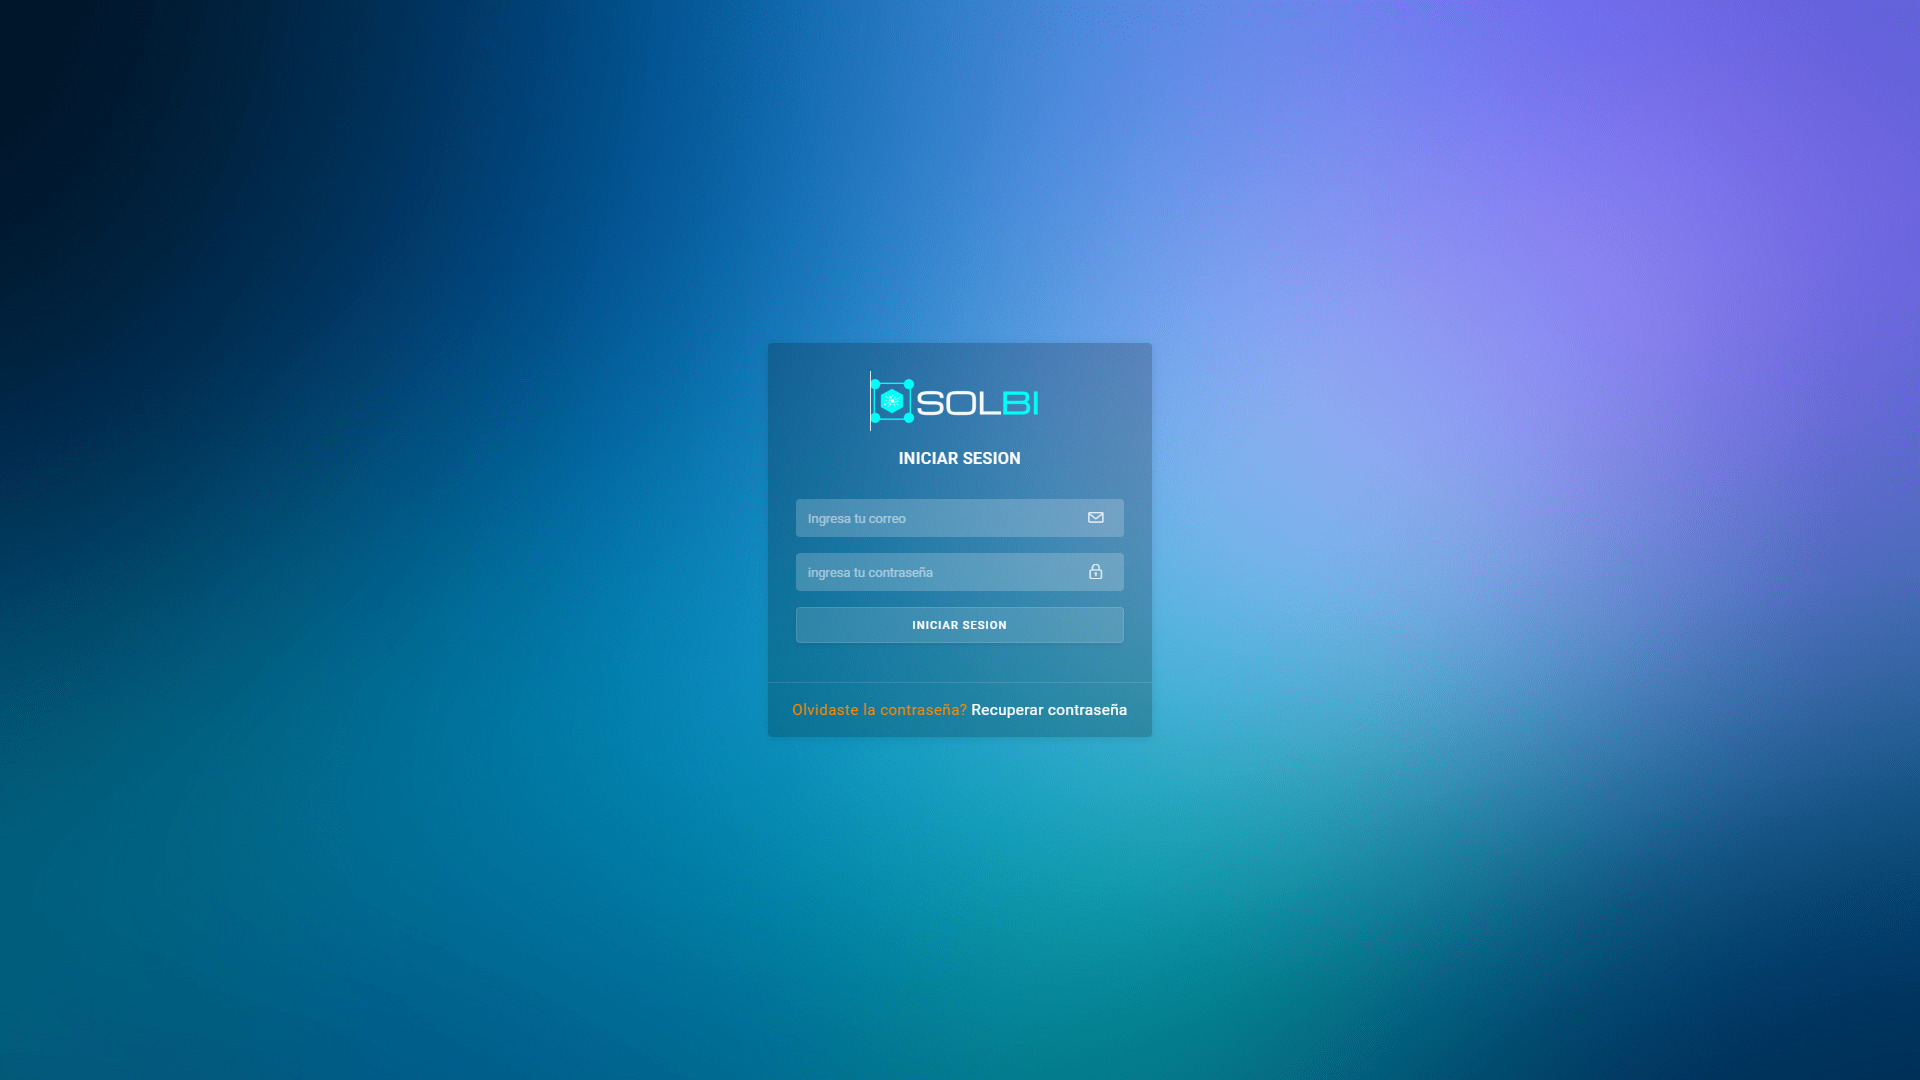 SOLBI
INICIAR SESION
Ingresa tu correo
ingresa tu contraseña
INICIAR SESION
Olvidaste la contraseña? Recuperar contraseña